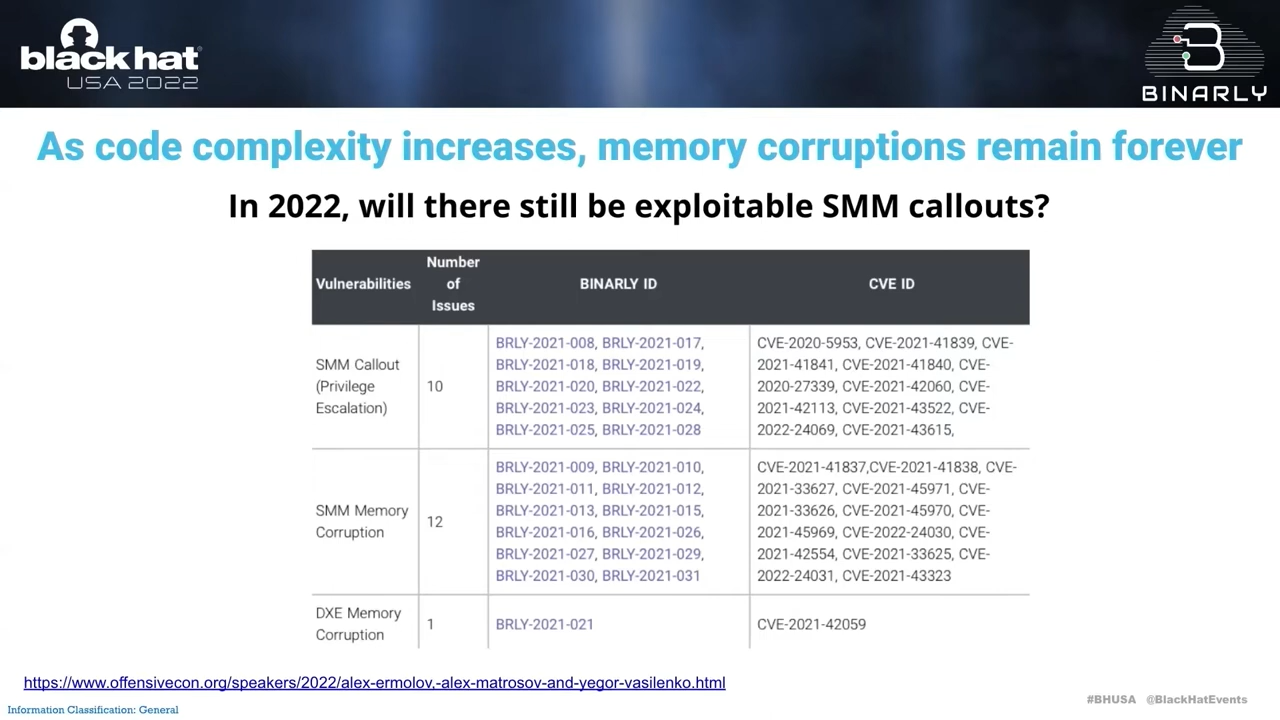 black hat
USA 2022
BINARLY
As code complexity increases, memory corruptions remain forever
In 2022, will there still be exploitable SMM callouts?
Vulnerabilities
Number
of
Issues
BINARLY ID
CVE ID
SMM Callout
(Privilege
Escalation)
10
BRLY-2021-008, BRLY-2021-017,
BRLY-2021-018, BRLY-2021-019,
BRLY-2021-020, BRLY-2021-022,
BRLY-2021-023, BRLY-2021-024,
BRLY-2021-025, BRLY-2021-028
CVE-2020-5953, CVE-2021-41839, CVE-
2021-41841, CVE-2021-41840, CVE-
2020-27339, CVE-2021-42060, CVE-
2021-42113, CVE-2021-43522, CVE-
2022-24069, CVE-2021-43615,
SMM Memory
Corruption
12
BRLY-2021-009, BRLY-2021-010,
BRLY-2021-011, BRLY-2021-012,
BRLY-2021-013, BRLY-2021-015,
BRLY-2021-016, BRLY-2021-026,
BRLY-2021-027, BRLY-2021-029,
BRLY-2021-030, BRLY-2021-031
CVE-2021-41837,CVE-2021-41838, CVE-
2021-33627, CVE-2021-45971, CVE-
2021-33626, CVE-2021-45970, CVE-
2021-45969, CVE-2022-24030, CVE-
2021-42554, CVE-2021-33625, CVE-
2022-24031, CVE-2021-43323
DXE Memory
Corruption
1
BRLY-2021-021
CVE-2021-42059
https://www.offensivecon.org/speakers/2022/alex-ermolov,-alex-matrosov-and-yegor-vasilenko.html
Information Classification: General
#BHUSA @BlackHatEvents